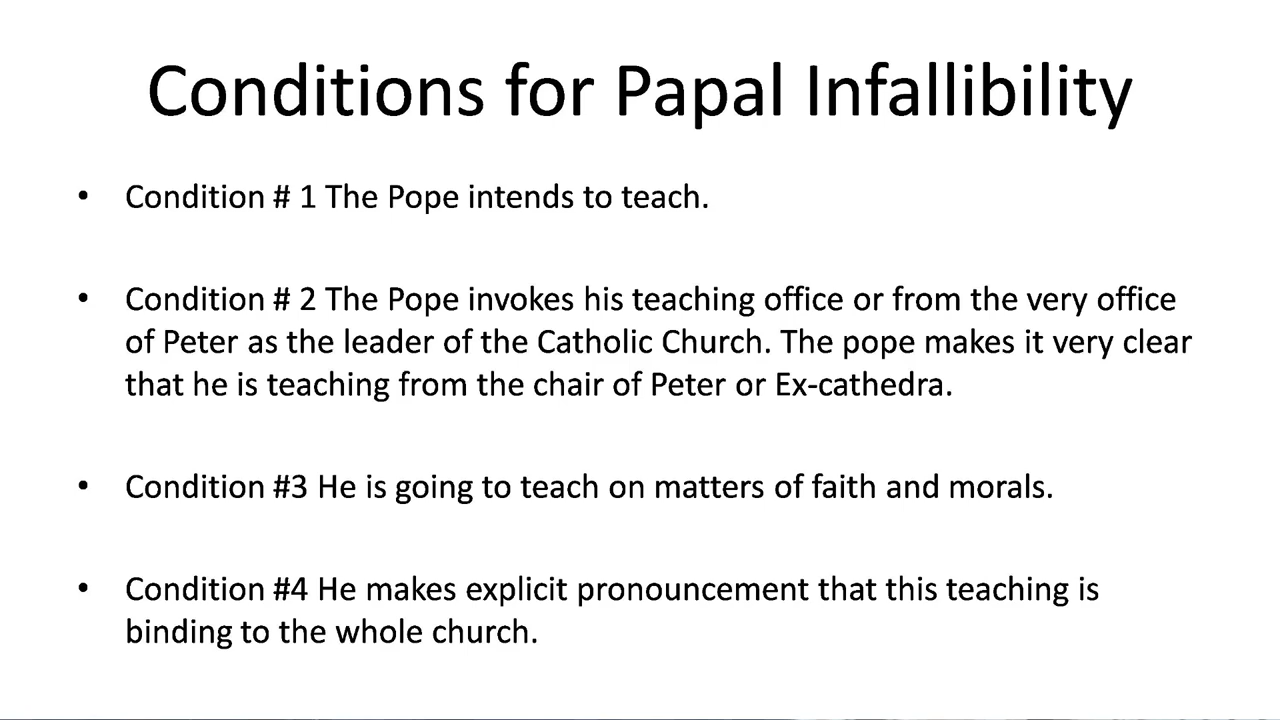 Conditions for Papal Infallibility
• Condition # 1 The Pope intends to teach.
• Condition # 2 The Pope invokes his teaching office or from the very office
of Peter as the leader of the Catholic Church. The pope makes it very clear
that he is teaching from the chair of Peter or Ex-cathedra.
• Condition #3 He is going to teach on matters of faith and morals.
• Condition #4 He makes explicit pronouncement that this teaching is
binding to the whole church.